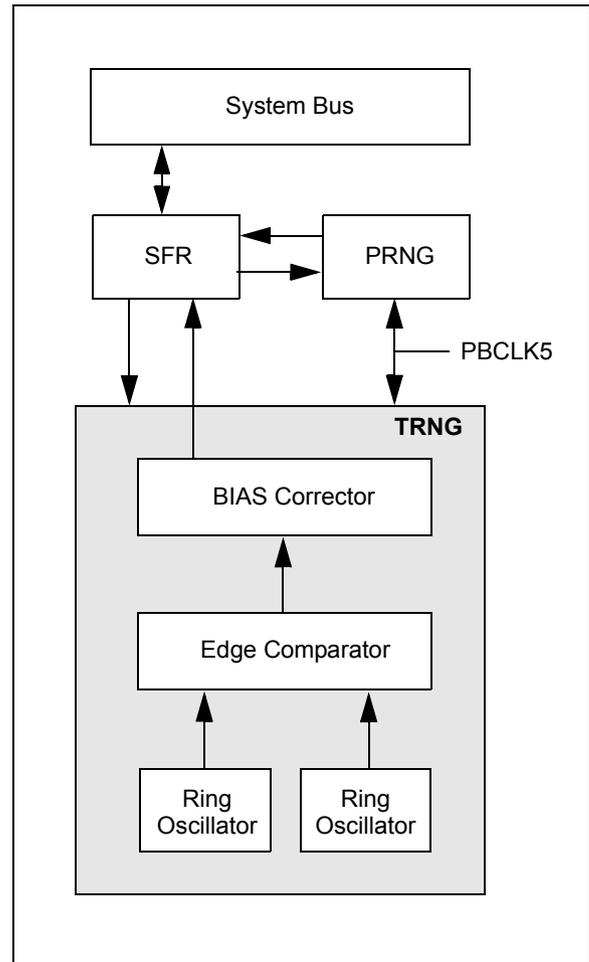 System Bus
SFR
PRNG
PBCLK5
TRNG
BIAS Corrector
Edge Comparator
Ring
Oscillator
Ring
Oscillator